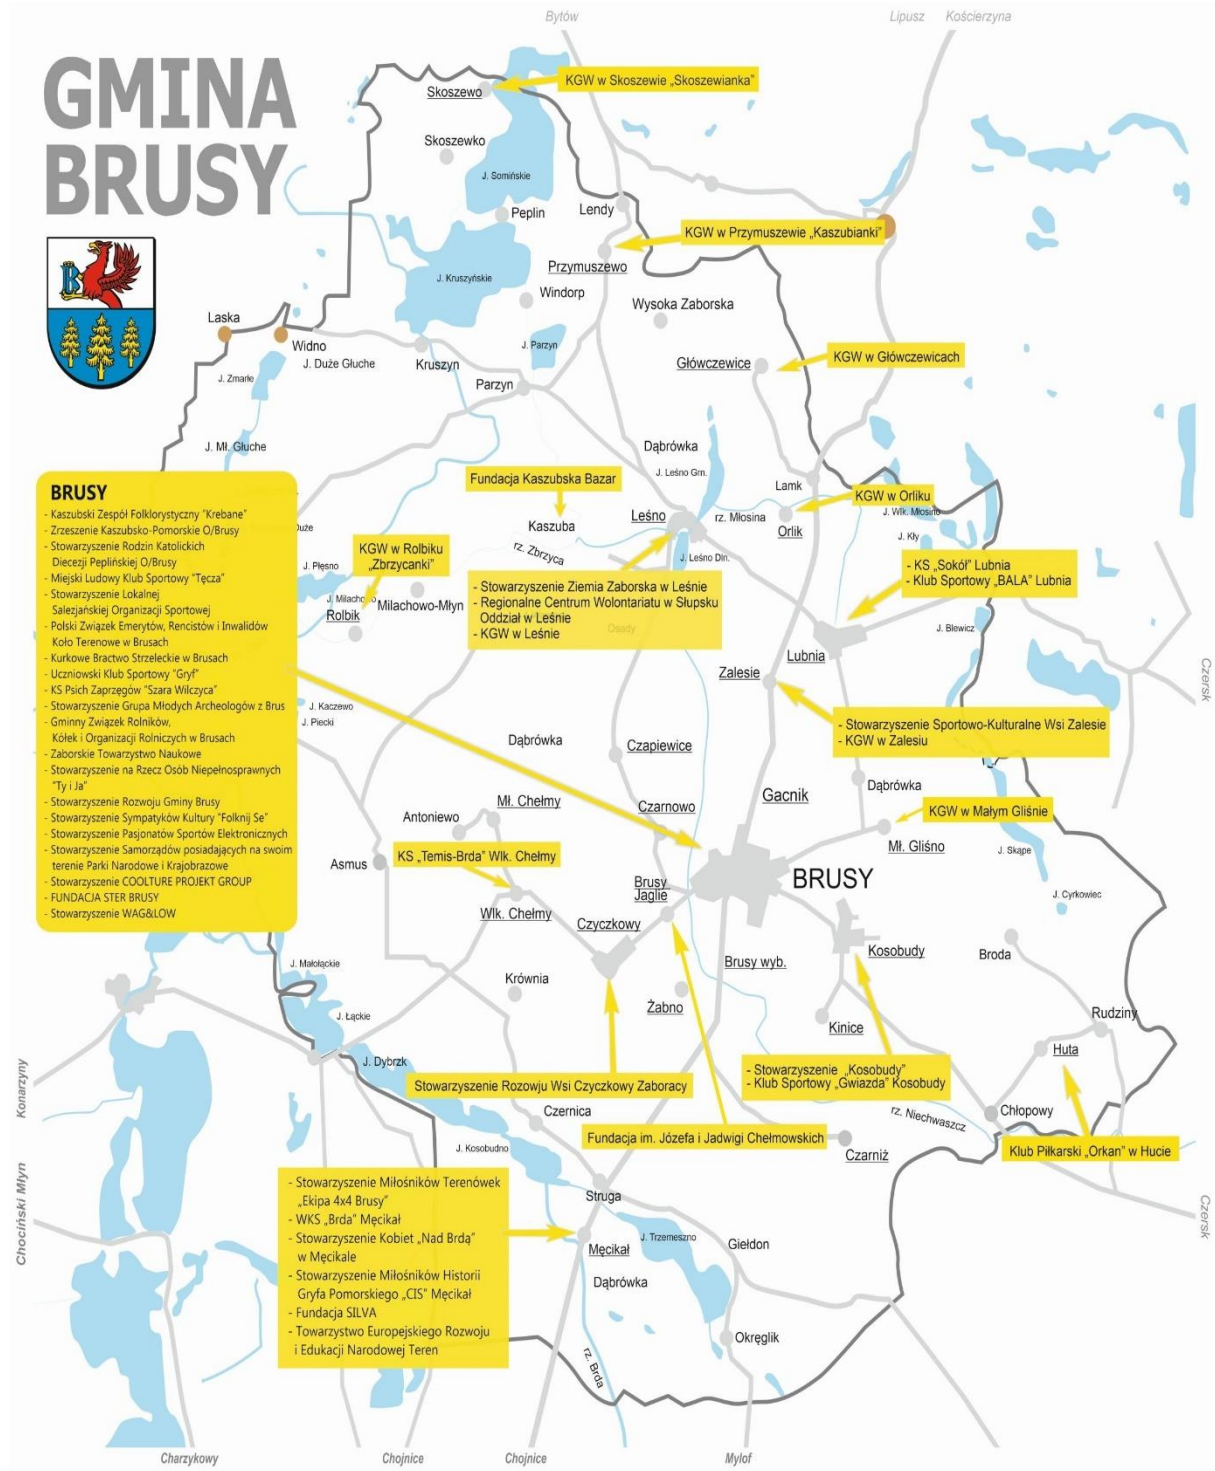 Bytów
Lipusz
Kościerzyna
GMINA
BRUSY
KGW w Skoszewie „Skoszewianka”
Skoszewo
Skoszewko
J. Somińskie
Peplin
Lendy
KGW w Przymuszewie „Kaszubianki”
Przymuszewo
J. Kruszyńskie
Windorp
Wysoka Zaborska
Laska
Widno
J. Duże Głuche
Kruszyn
J. Parzyn
Parzyn
J. Zmarłe
KGW w Główczewicach
Główczewice
J. Mł. Głuche
Dąbrówka
J. Leśno Grn.
Lamk
Fundacja Kaszubska Bazar
Kaszuba
Leśno
rz. Młosina
KGW w Orliku
Orlik
J. Wlk. Młosino
J. Kły
rz. Zbrzyca
J. Leśno Dln.
Duże
J. Płęsno
KGW w Rolbiku
„Zbrzycanki”
J. Milachowo
Milachowo-Młyn
Rolbik
- KS „Sokół” Lubnia
- Klub Sportowy „BALA” Lubnia
- Stowarzyszenie Ziemia Zaborska w Leśnie
- Regionalne Centrum Wolontariatu w Słupsku
Oddział w Leśnie
- KGW w Leśnie
Osady
J. Blewicz
Lubnia
Zalesie
Czersk
BRUSY
- Kaszubski Zespół Folklorystyczny "Krebane"
- Zrzeszenie Kaszubsko-Pomorskie O/Brusy
- Stowarzyszenie Rodzin Katolickich
Diecezji Peplińskiej O/Brusy
- Miejski Ludowy Klub Sportowy "Tęcza"
- Stowarzyszenie Lokalnej
Salezjańskiej Organizacji Sportowej
- Polski Związek Emerytów, Rencistów i Inwalidów
Koło Terenowe w Brusach
- Kurkowe Bractwo Strzeleckie w Brusach
- Uczniowski Klub Sportowy "Gryf"
- KS Psich Zaprzęgów "Szara Wilczyca"
- Stowarzyszenie Grupa Młodych Archeologów z Brus
- Gminny Związek Rolników,
Kółek i Organizacji Rolniczych w Brusach
- Zaborskie Towarzystwo Naukowe
- Stowarzyszenie na Rzecz Osób Niepełnosprawnych
"Ty i Ja"
- Stowarzyszenie Rozwoju Gminy Brusy
- Stowarzyszenie Sympatyków Kultury "Folknij Se"
- Stowarzyszenie Pasjonatów Sportów Elektronicznych
- Stowarzyszenie Samorządów posiadających na swoim
terenie Parki Narodowe i Krajobrazowe
- Stowarzyszenie COOLTURE PROJEKT GROUP
- FUNDACJA STER BRUSY
- Stowarzyszenie WAG&LOW
J. Kaczewo
J. Piecki
- Stowarzyszenie Sportowo-Kulturalne Wsi Zalesie
- KGW w Zalesiu
Dąbrówka
Czapiewice
Dąbrówka
Gacnik
Mł. Chełmy
Czarnowo
Antoniewo
KGW w Małym Gliśnie
Mł. Gliśno
J. Skąpe
Asmus
KS „Temis-Brda” Wlk. Chełmy
Brusy
Jaglie
BRUSY
J. Cyrkowiec
Wlk. Chełmy
Czyczkowy
Kosobudy
Broda
Brusy wyb.
J. Małołąckie
Krównia
Żabno
J. Łąckie
Kinice
Rudziny
Huta
J. Dybrzk
- Stowarzyszenie „Kosobudy”
- Klub Sportowy „Gwiazda” Kosobudy
Stowarzyszenie Rozowju Wsi Czyczkowy Zaboracy
Konarzyny
Czernica
Chłopowy
rz. Niechwaszcz
Fundacja im. Józefa i Jadwigi Chełmowskich
J. Kosobudno
Czarniż
Klub Piłkarski „Orkan” w Hucie
- Stowarzyszenie Miłośników Terenówek
„Ekipa 4x4 Brusy”
- WKS „Brda” Męcikał
- Stowarzyszenie Kobiet „Nad Brdą”
w Męcikale
- Stowarzyszenie Miłośników Historii
Gryfa Pomorskiego „CIS” Męcikał
- Fundacja SILVA
- Towarzystwo Europejskiego Rozwoju
i Edukacji Narodowej Teren
Struga
Chociński Młyn
Czersk
Męcikał
J. Trzemeszno
Giełdon
Dąbrówka
Okręglik
rz. Brda
Charzykowy
Chojnice
Chojnice
Mylof